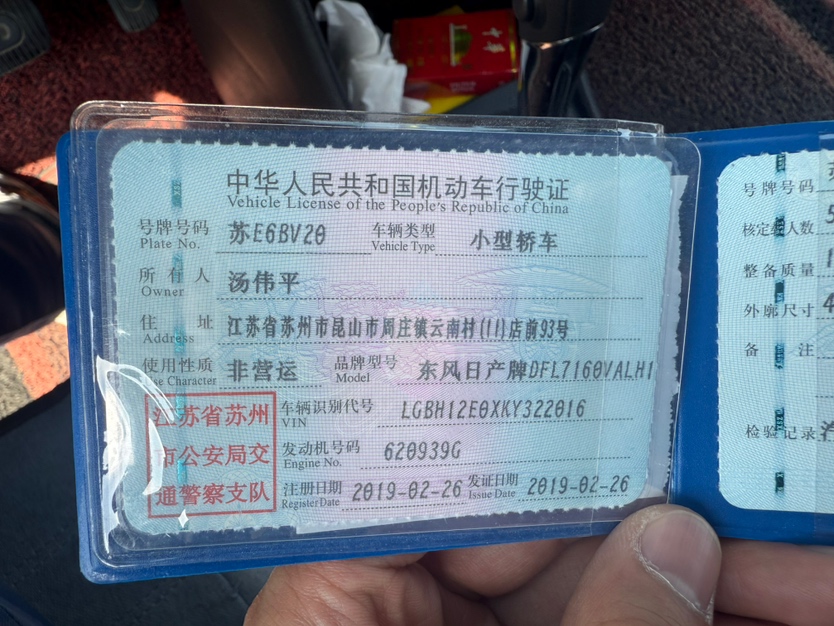 中华人民共和国机动车行驶证
Vehicle License of the People's Republic of China
号牌号码 苏E6BV20 车辆类型 小型轿车
Plate No. Vehicle Type
所有人 汤伟平
Owner
住址 江苏省苏州市昆山市周庄镇云南村(11)店前93号
Address
使用性质 非营运 品牌型号 东风日产牌DFL7160VALH1
Use Character Model
江苏省苏州
市公安局交
通警察支队
车辆识别代号 LGBH12E0XKY322016
VIN
发动机号码 620939G
Engine No.
注册日期 2019-02-26 发证日期 2019-02-26
Register Date Issue Date
号牌号码
核定载人数
整备质量
外廓尺寸
备注
检验记录